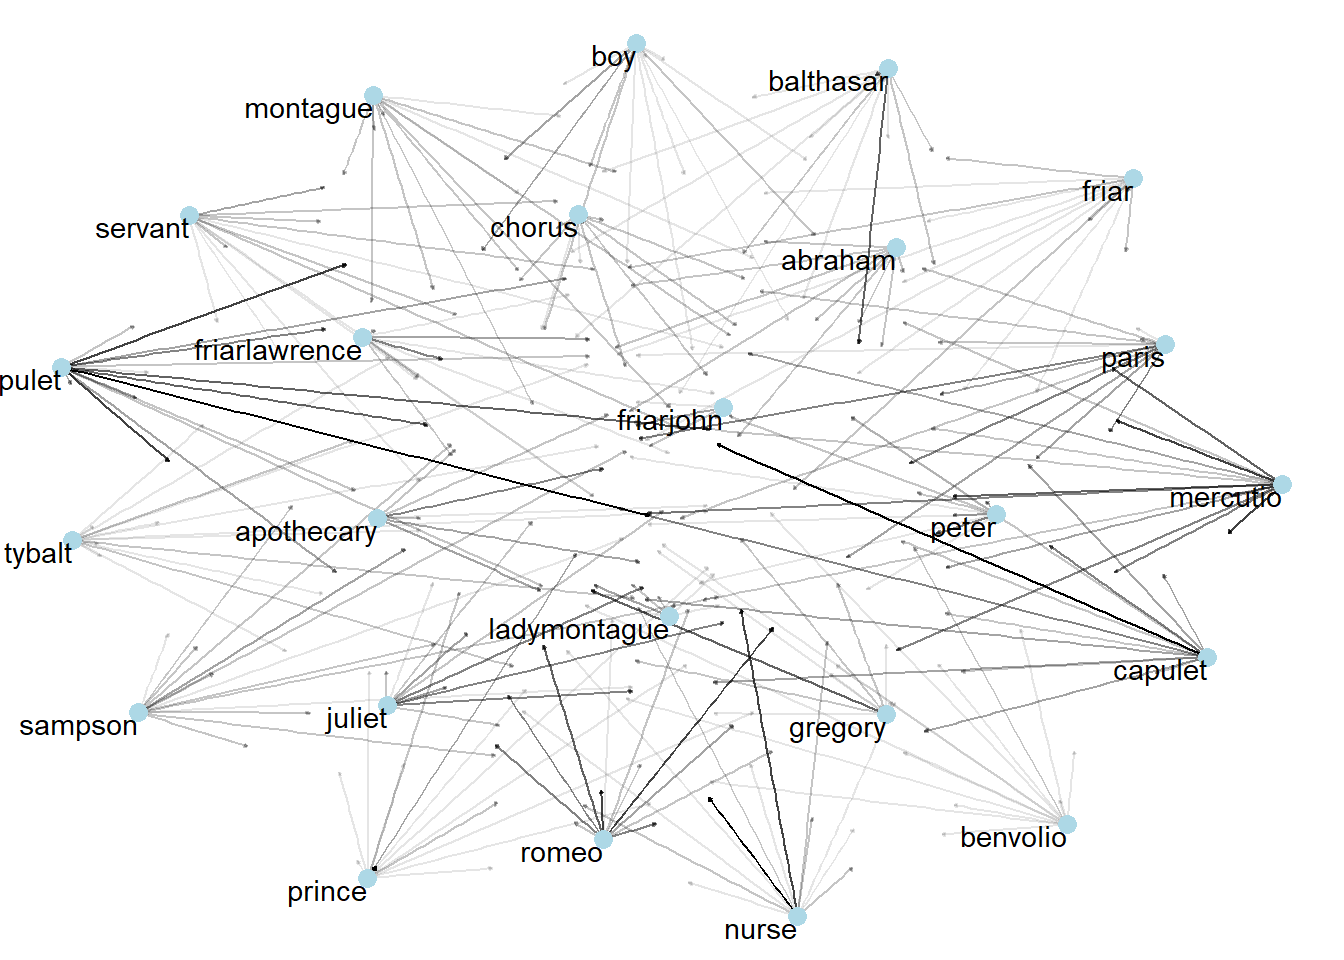 boy
balthasar
montague
friar
servant
chorus
abraham
friarlawrence
paris
pulet
friarjohn
mercutio
apothecary
peter
tybalt
ladymontague
capulet
sampson
juliet
gregory
benvolio
romeo
prince
nurse